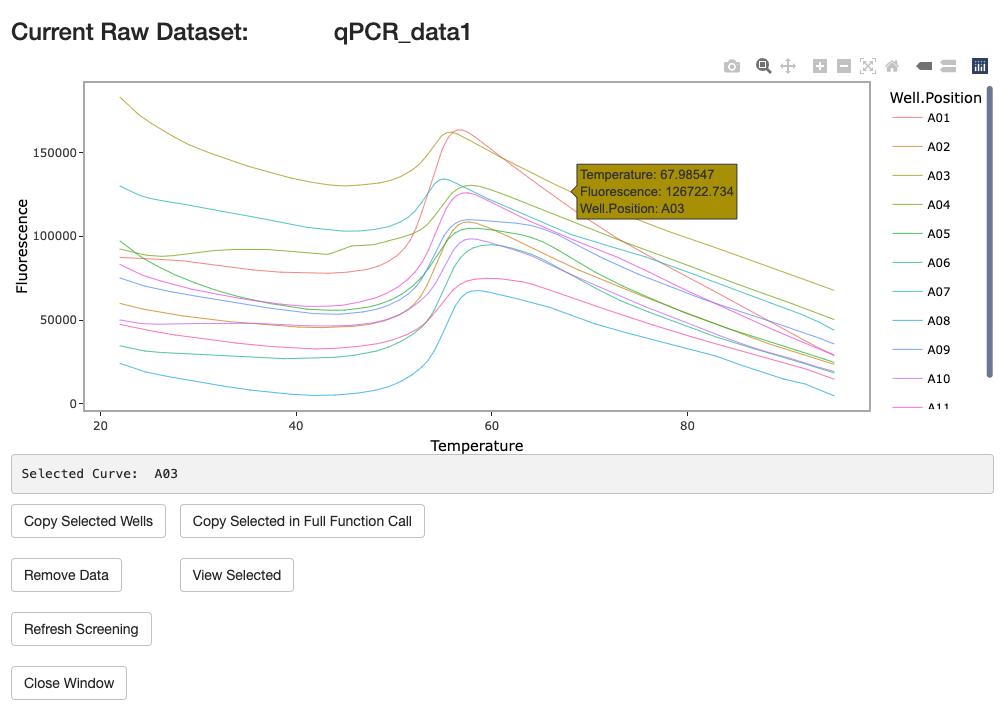 Current Raw Dataset: qPCR_data1
Well.Position
A01
A02
A03
A04
A05
A06
A07
A08
A09
A10
A11
150000
100000
50000
0
Fluorescence
Temperature: 67.98547
Fluorescence: 126722.734
Well.Position: A03
20 40 60 80
Temperature
Selected Curve: A03
Copy Selected Wells
Copy Selected in Full Function Call
Remove Data
View Selected
Refresh Screening
Close Window